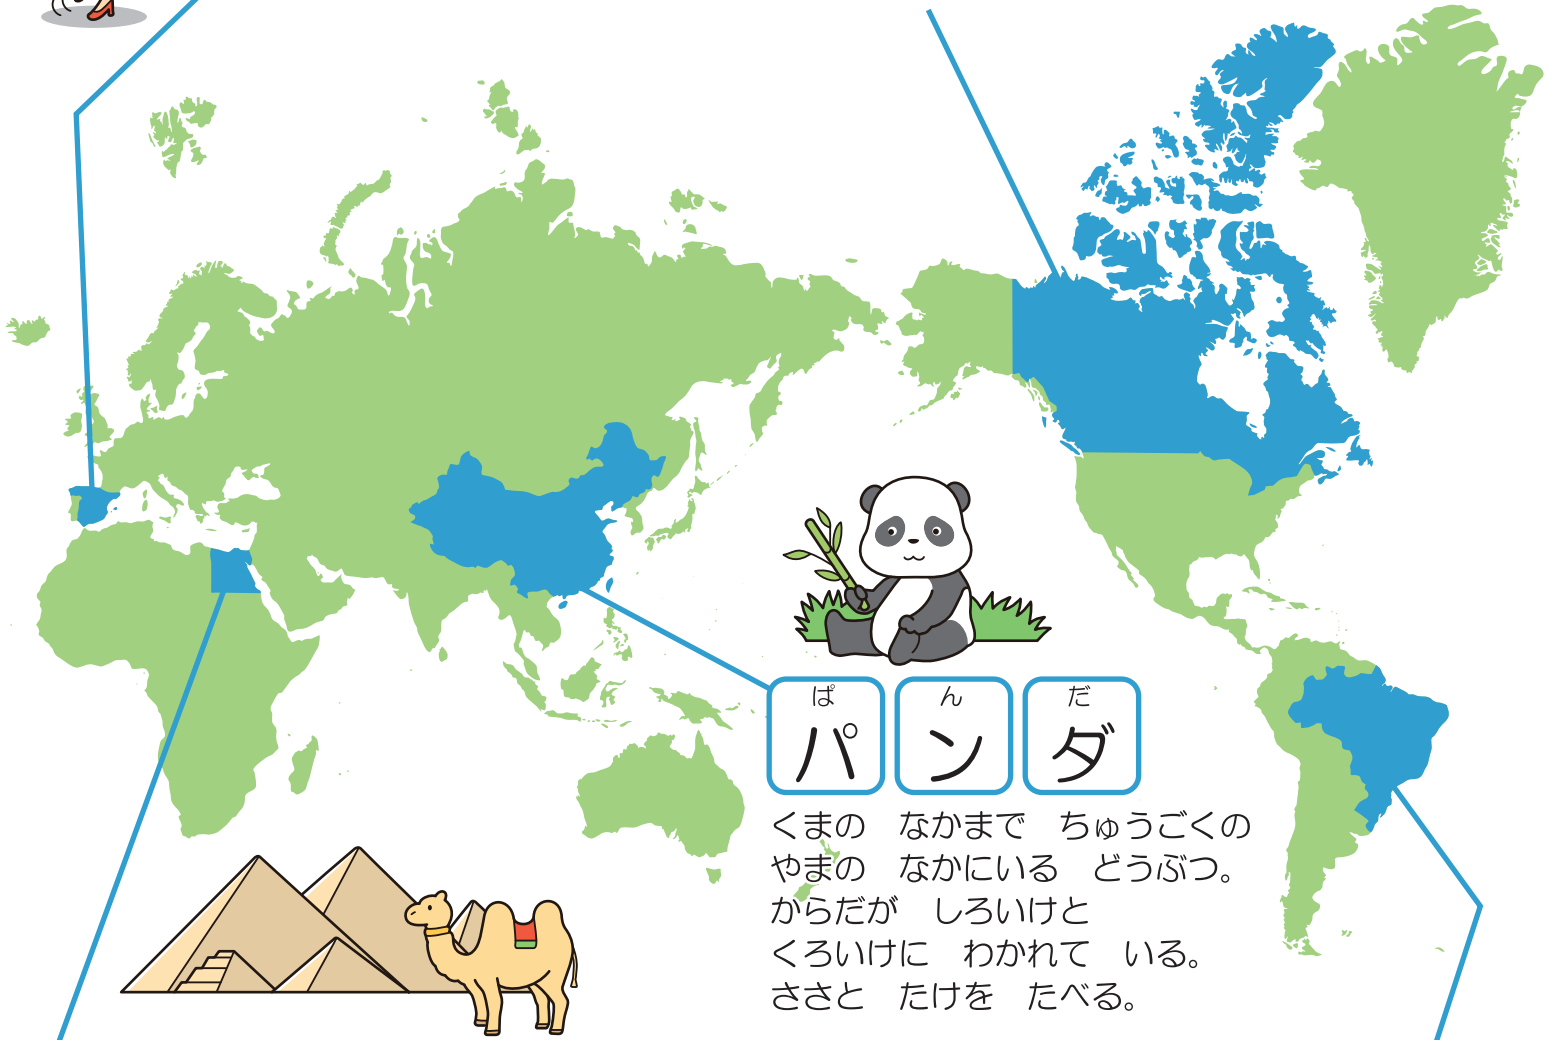 ぱ ん だ
パ ン ダ
くまの　なかまで　ちゅうごくの
やまの　なかにいる　どうぶつ。
からだが　しろいけと
くろいけに　わかれて　いる。
ささと　たけを　たべる。